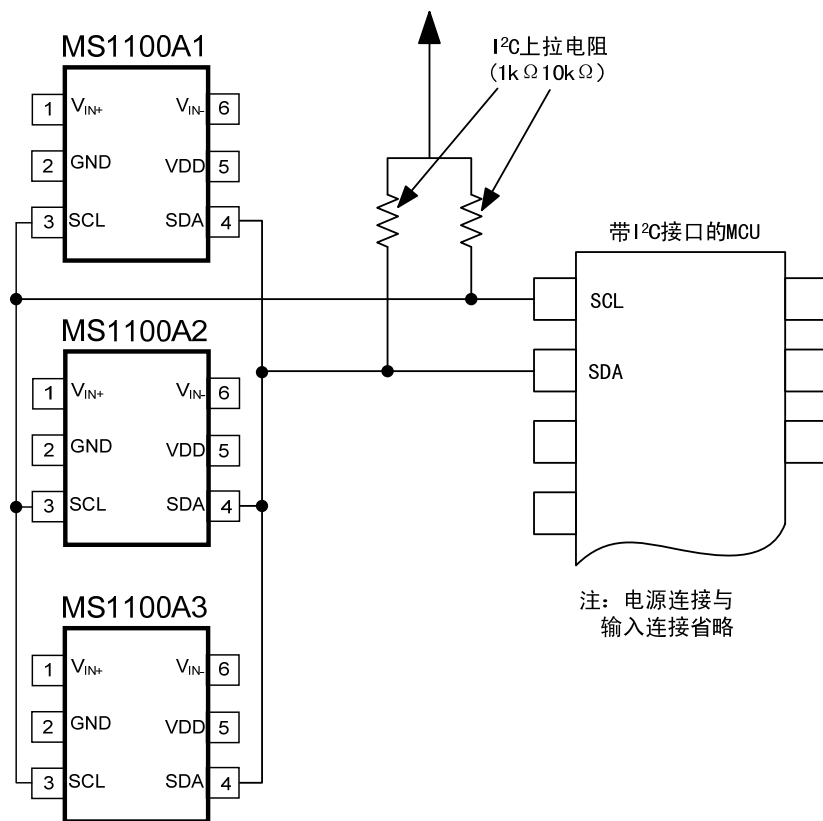 MS1100A1
1 VIN+ VIN- 6
2 GND VDD 5
3 SCL SDA 4
I²C上拉电阻
(1kΩ10kΩ)
带I²C接口的MCU
SCL
SDA
MS1100A2
1 VIN+ VIN- 6
2 GND VDD 5
3 SCL SDA 4
注：电源连接与
输入连接省略
MS1100A3
1 VIN+ VIN- 6
2 GND VDD 5
3 SCL SDA 4